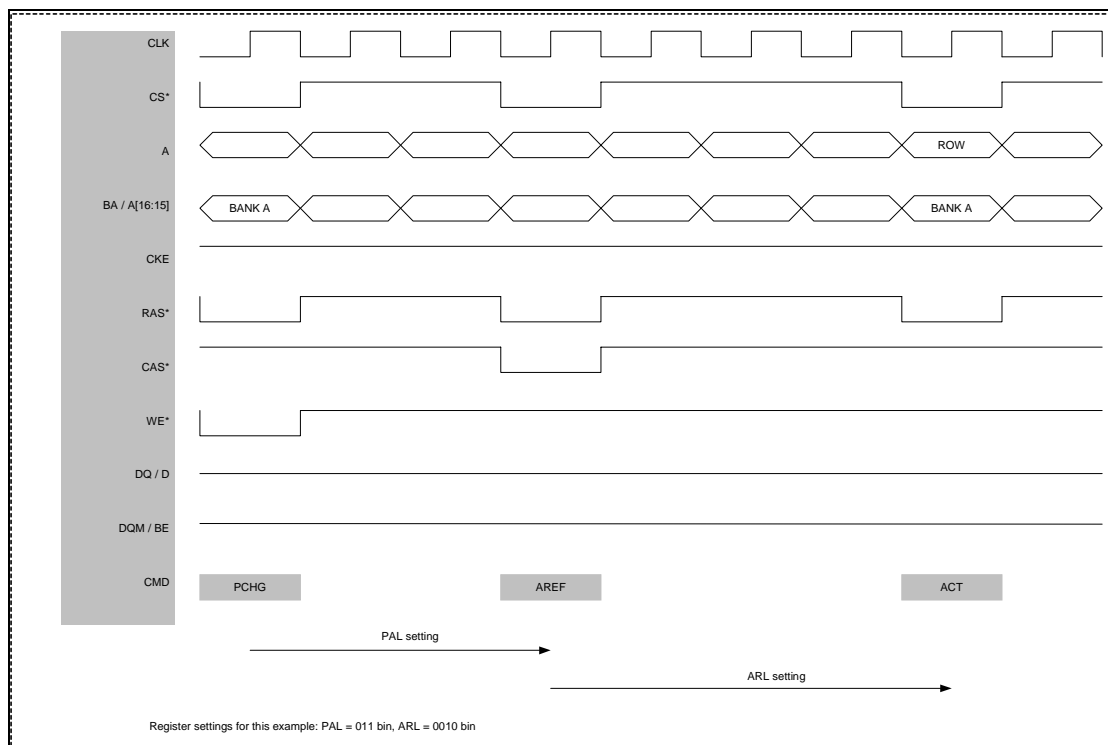 CLK
CS*
A
ROW
BA / A[16:15]
BANK A
BANK A
CKE
RAS*
CAS*
WE*
DQ / D
DQM / BE
CMD
PCHG
AREF
ACT
PAL setting
ARL setting
Register settings for this example: PAL = 011 bin, ARL = 0010 bin